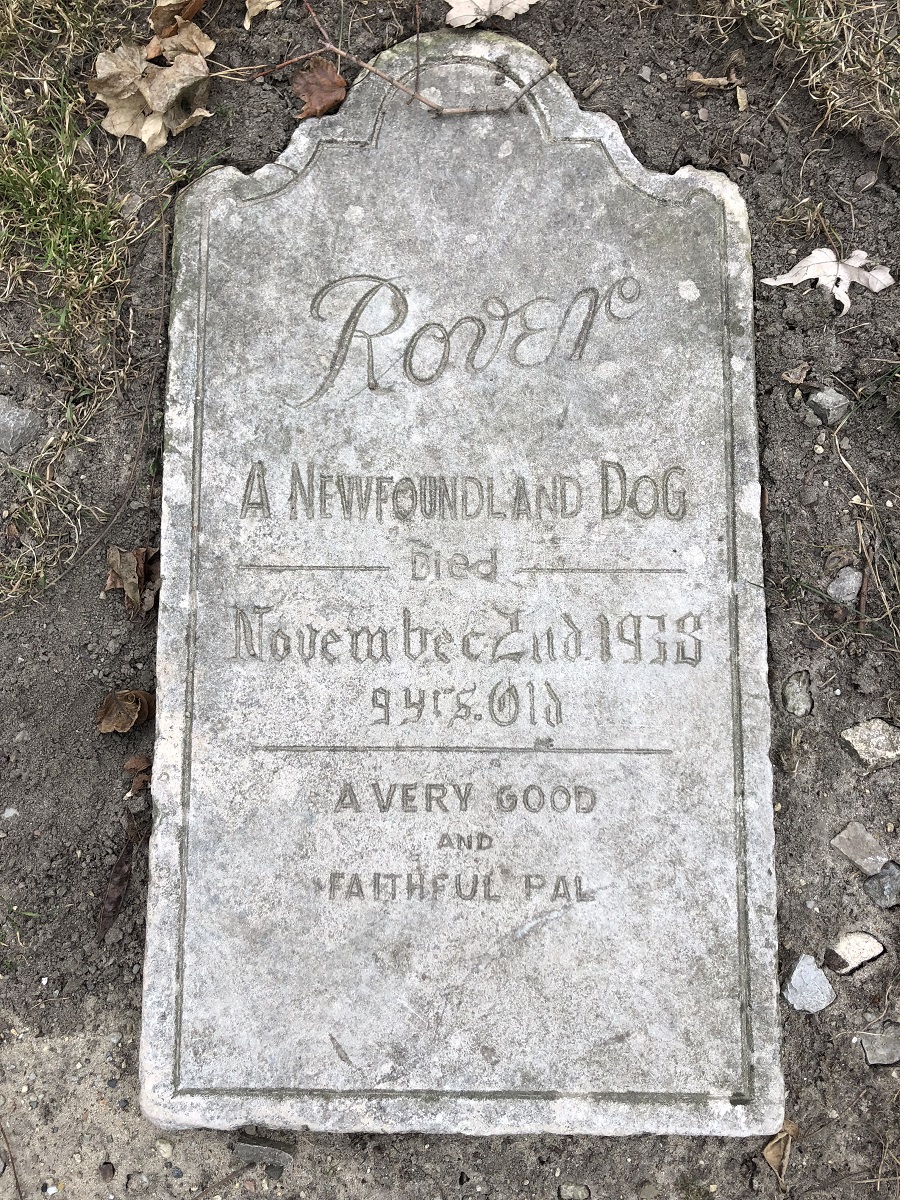 Rover
A NEWFOUNDLAND DOG
Died
November 2nd. 1938
9 yrs. Old
A VERY GOOD
AND
FAITHFUL PAL